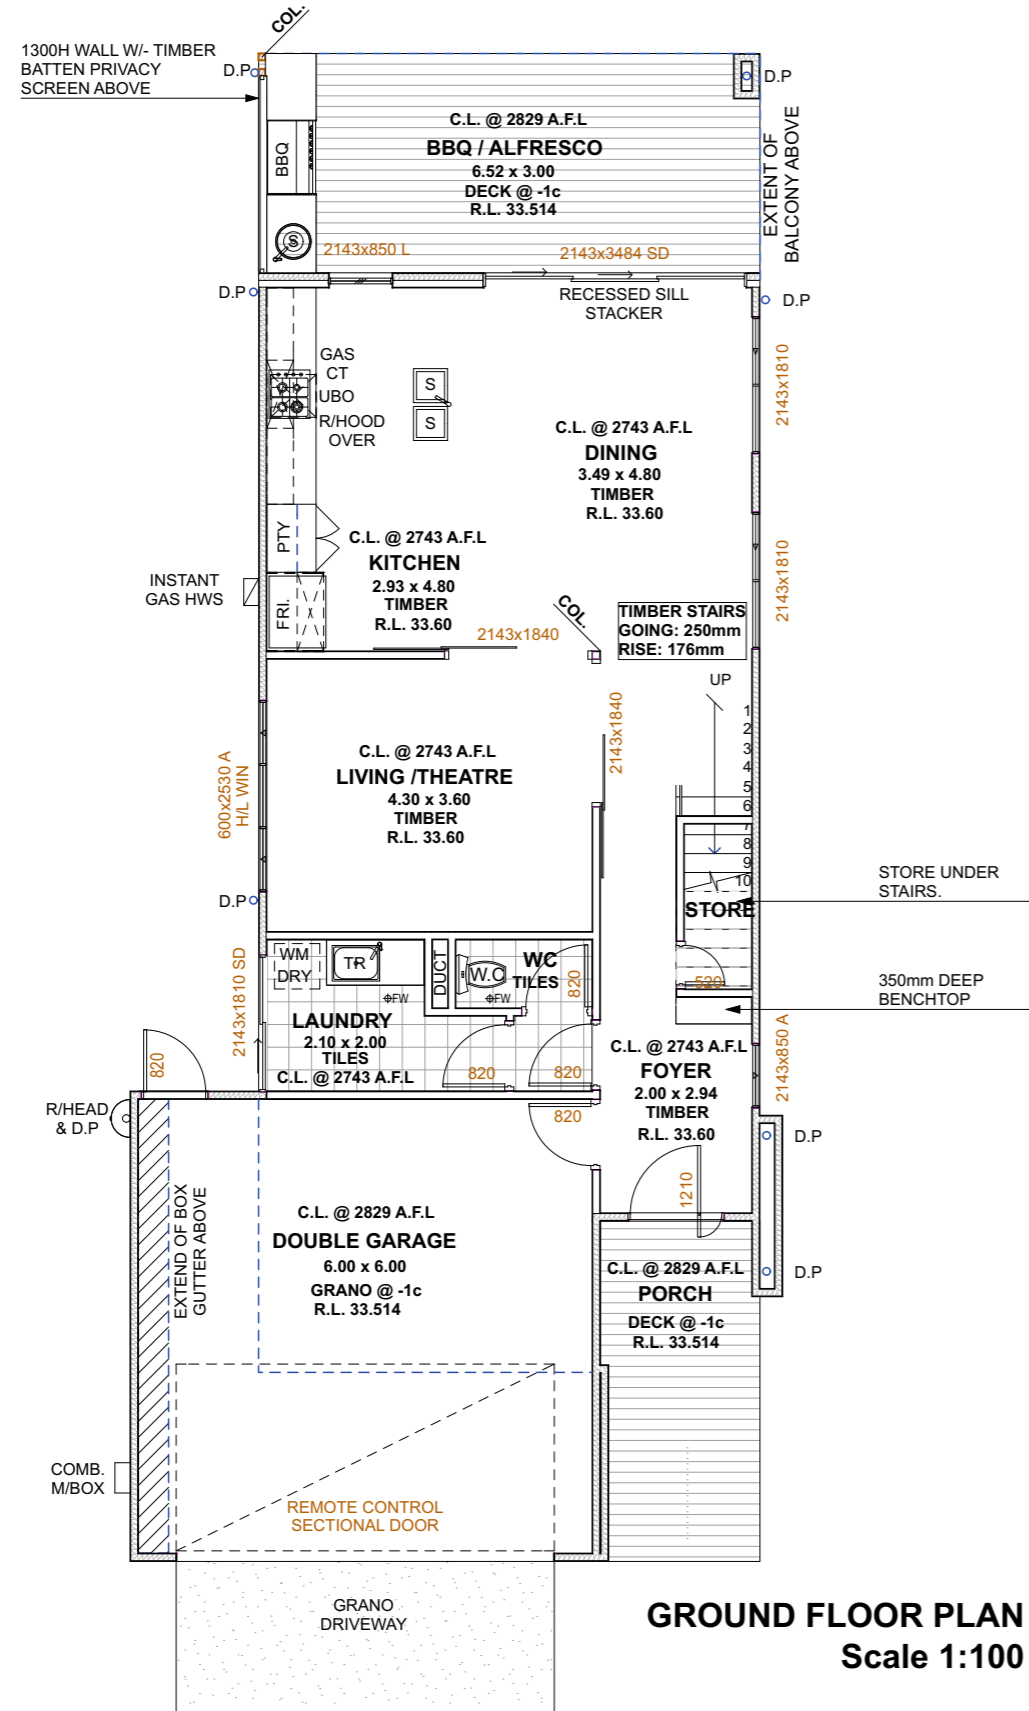 COL.
1300H WALL W/- TIMBER
BATTEN PRIVACY
SCREEN ABOVE
D.P
D.P
C.L. @ 2829 A.F.L
BBQ / ALFRESCO
6.52 x 3.00
DECK @ -1c
R.L. 33.514
BBQ
S
EXTENT OF
BALCONY ABOVE
2143x850 L
2143x3484 SD
RECESSED SILL
STACKER
D.P
D.P
GAS
CT
UBO
R/HOOD
OVER
S
S
2143x1810
C.L. @ 2743 A.F.L
DINING
3.49 x 4.80
TIMBER
R.L. 33.60
PTY
C.L. @ 2743 A.F.L
KITCHEN
2.93 x 4.80
TIMBER
R.L. 33.60
2143x1810
INSTANT
GAS HWS
FRI.
COL.
TIMBER STAIRS
GOING: 250mm
RISE: 176mm
2143x1840
UP
1
2
3
4
5
6
7
8
9
10
2143x1840
C.L. @ 2743 A.F.L
LIVING /THEATRE
4.30 x 3.60
TIMBER
R.L. 33.60
600x2530 A
H/L WIN
D.P
STORE UNDER
STAIRS.
STORE
520
350mm DEEP
BENCHTOP
WM
DRY
TR
DUCT
W.C
WC
TILES
820
FW
FW
2143x1810 SD
LAUNDRY
2.10 x 2.00
TILES
C.L. @ 2743 A.F.L
820
820
820
820
C.L. @ 2743 A.F.L
FOYER
2.00 x 2.94
TIMBER
R.L. 33.60
2143x850 A
R/HEAD
& D.P
D.P
1210
EXTEND OF BOX
GUTTER ABOVE
C.L. @ 2829 A.F.L
DOUBLE GARAGE
6.00 x 6.00
GRANO @ -1c
R.L. 33.514
C.L. @ 2829 A.F.L
PORCH
DECK @ -1c
R.L. 33.514
D.P
COMB.
M/BOX
REMOTE CONTROL
SECTIONAL DOOR
GRANO
DRIVEWAY
GROUND FLOOR PLAN
Scale 1:100